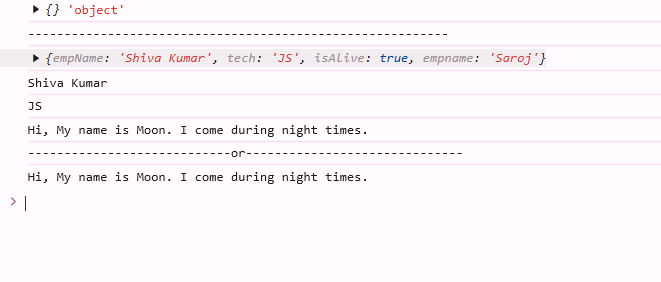 ▶ {} 'object'
----------------------------------------------------------
▶ {empName: 'Shiva Kumar', tech: 'JS', isAlive: true, empname: 'Saroj'}
Shiva Kumar
JS
Hi, My name is Moon. I come during night times.
----------------------------or------------------------------
Hi, My name is Moon. I come during night times.
>